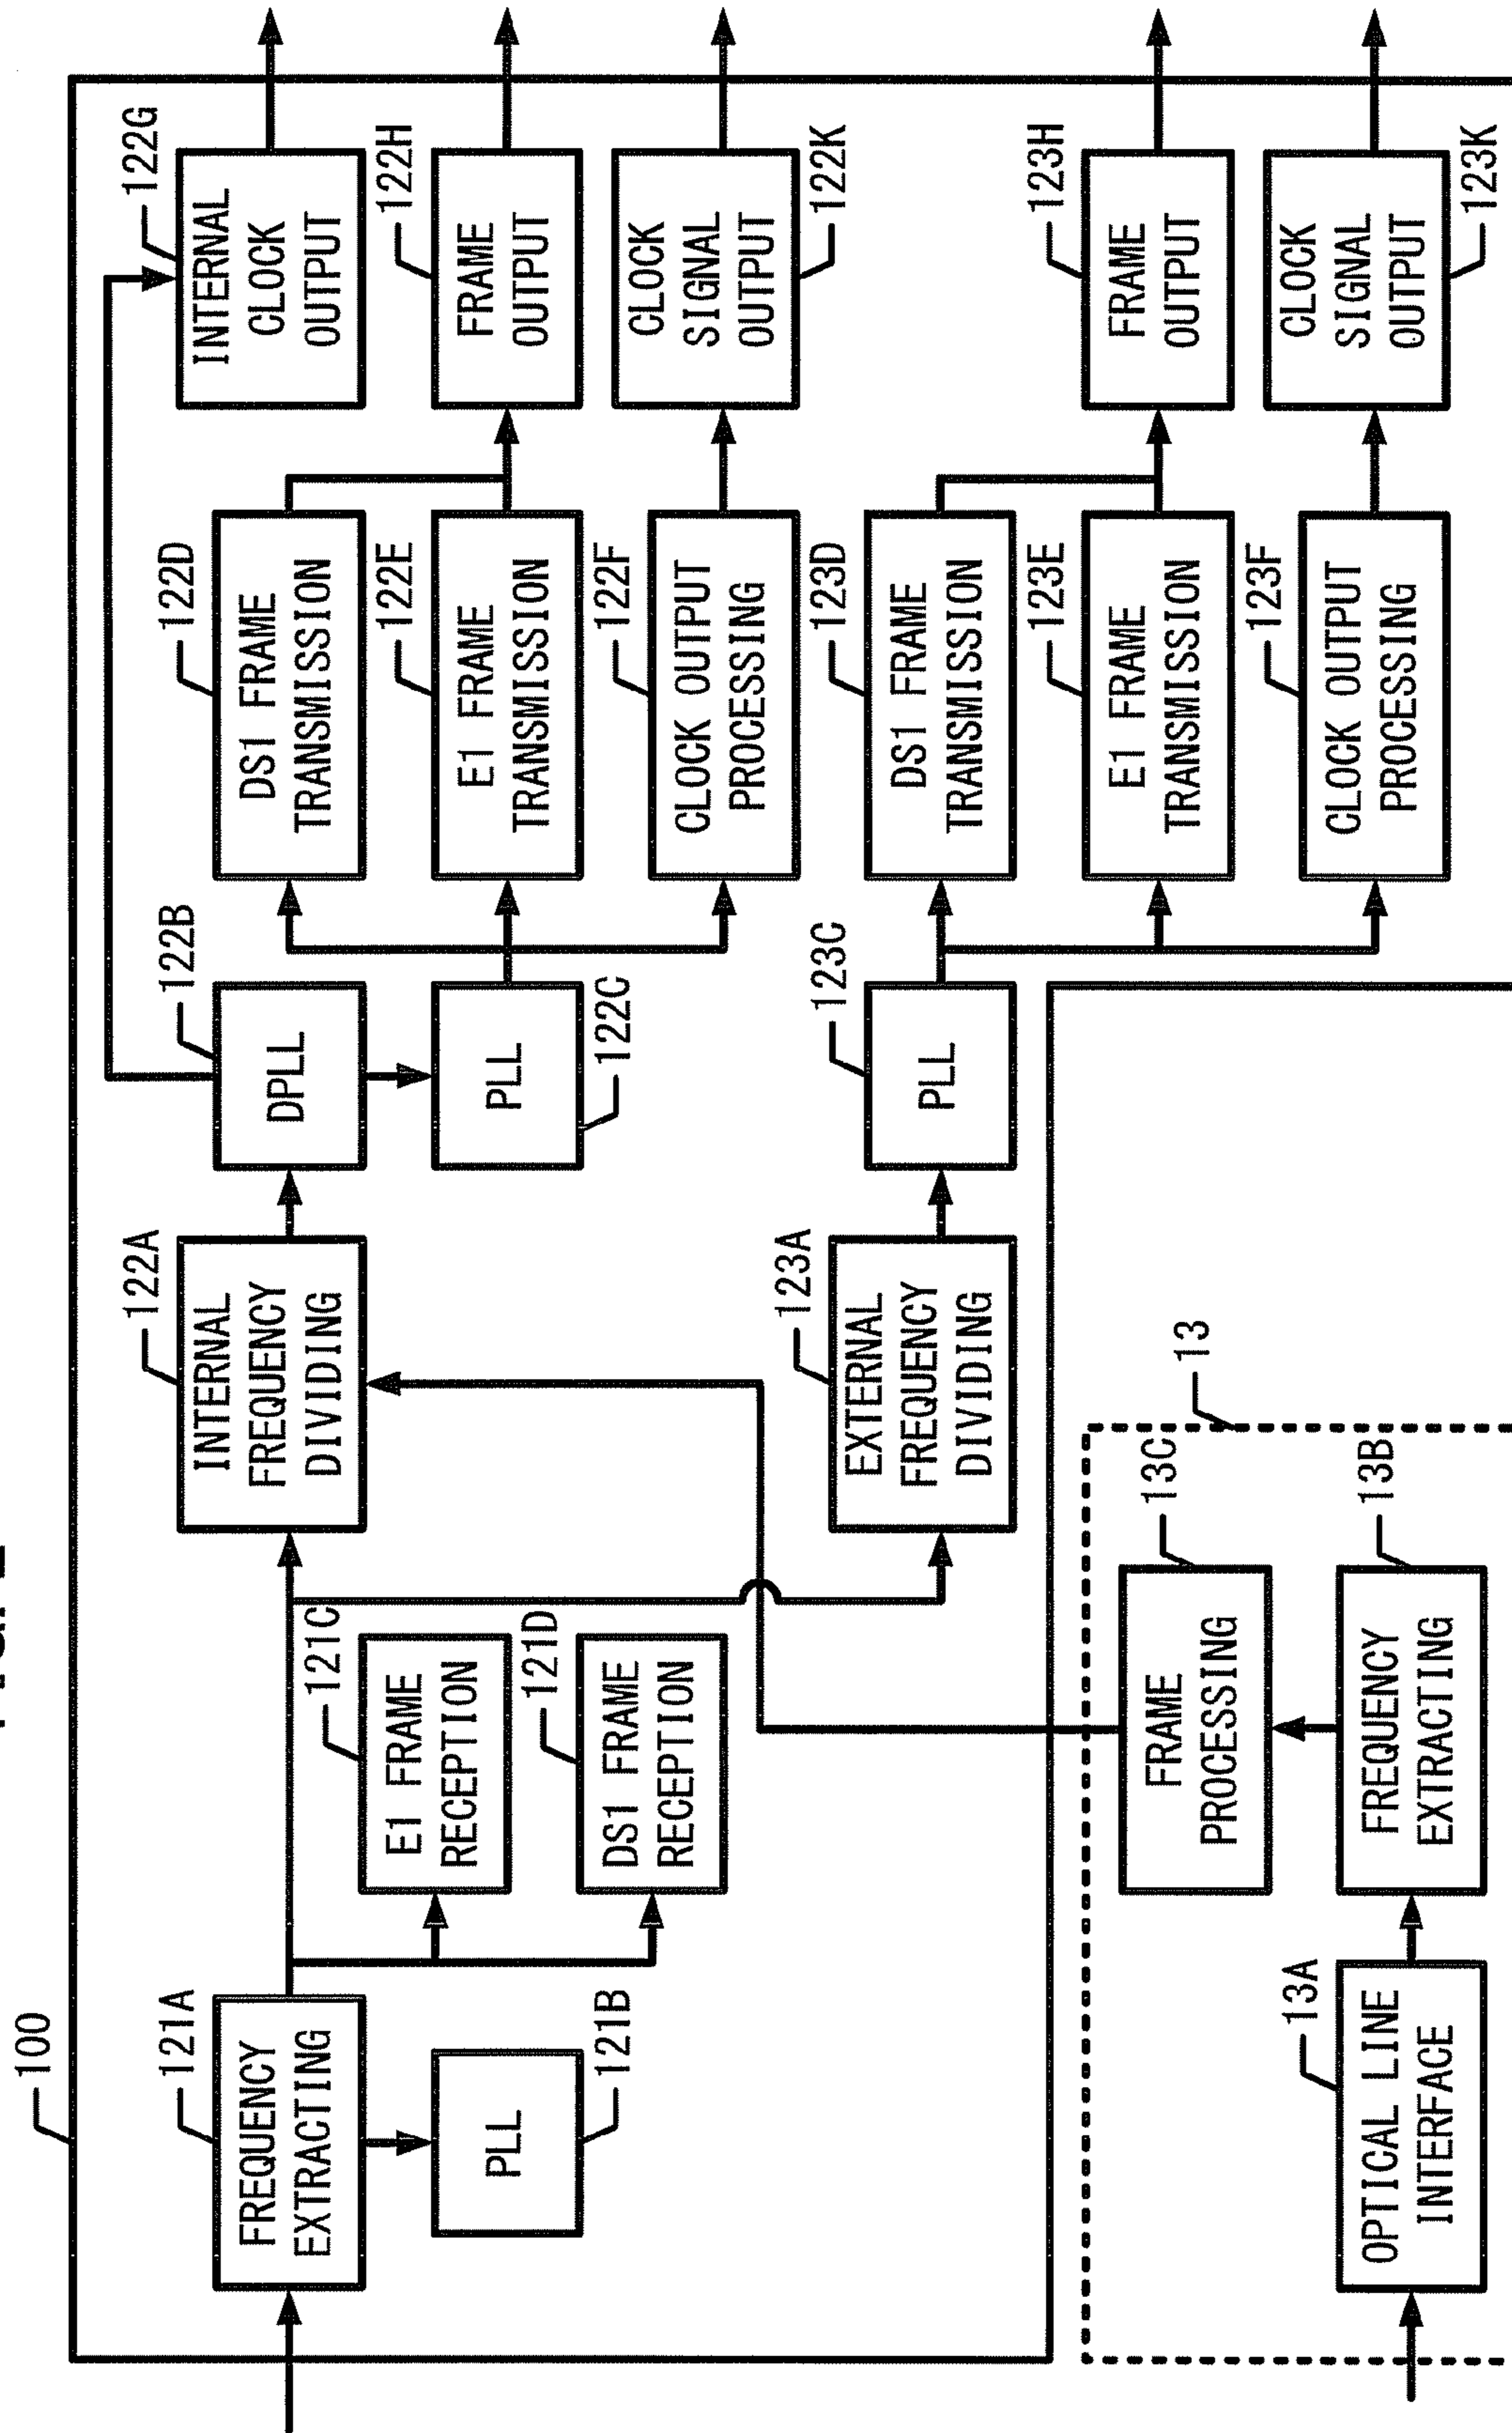 100
121A
FREQUENCY
EXTRACTING
PLL
121B
E1 FRAME
RECEPTION
121C
DS1 FRAME
RECEPTION
121D
122A
INTERNAL
FREQUENCY
DIVIDING
122B
DPLL
PLL
122C
122D
DS1 FRAME
TRANSMISSION
122E
E1 FRAME
TRANSMISSION
122F
CLOCK OUTPUT
PROCESSING
122G
INTERNAL
CLOCK
OUTPUT
122H
FRAME
OUTPUT
CLOCK
SIGNAL
OUTPUT
122K
123A
EXTERNAL
FREQUENCY
DIVIDING
123C
PLL
123D
DS1 FRAME
TRANSMISSION
123E
E1 FRAME
TRANSMISSION
123F
CLOCK OUTPUT
PROCESSING
123H
FRAME
OUTPUT
CLOCK
SIGNAL
OUTPUT
123K
13
13A
OPTICAL LINE
INTERFACE
13B
FREQUENCY
EXTRACTING
13C
FRAME
PROCESSING